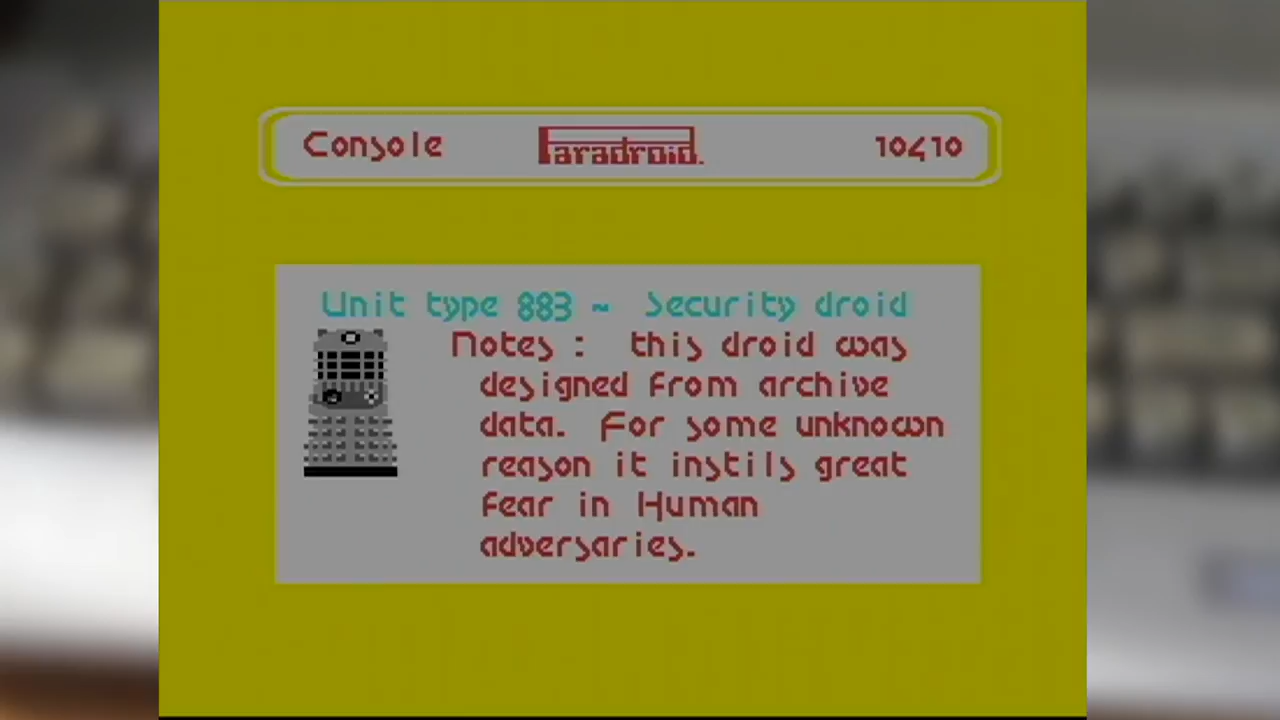 Console Paradroid. 10410
Unit type 883 ~ Security droid
Notes : this droid was
designed from archive
data. For some unknown
reason it instils great
fear in Human
adversaries.